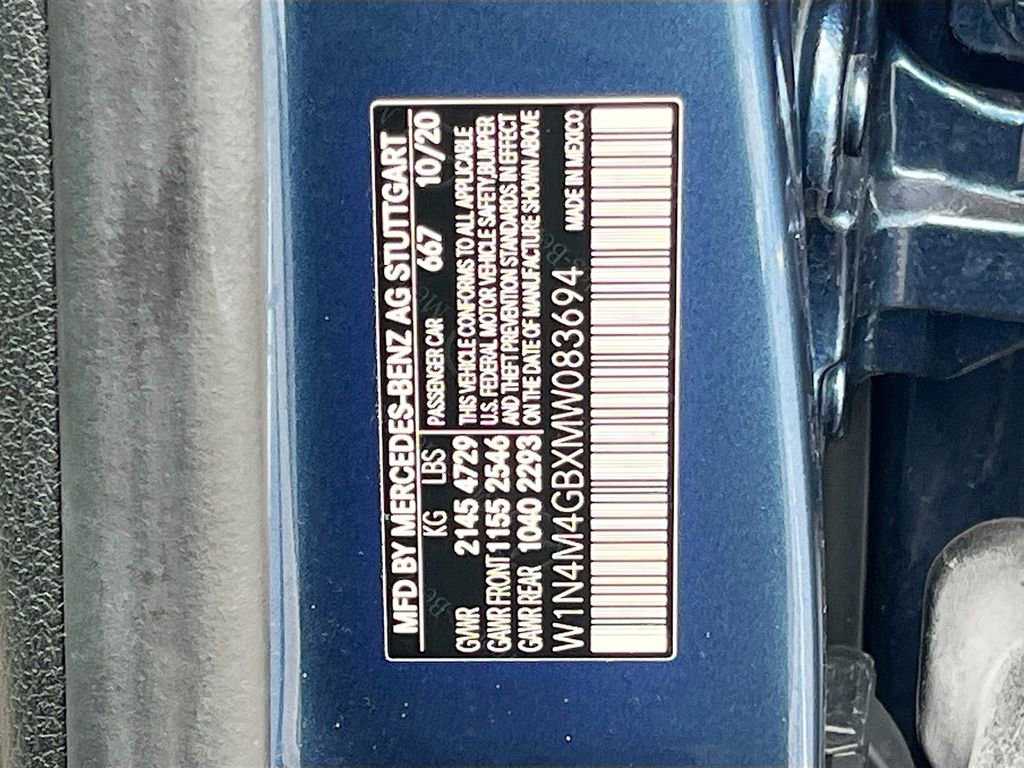 MFD BY MERCEDES-BENZ AG STUTTGART
KG LBS PASSENGER CAR 667 10/20
GVWR 2145 4729 THIS VEHICLE CONFORMS TO ALL APPLICABLE
GAWR FRONT 1155 2546 U.S. FEDERAL MOTOR VEHICLE SAFETY,BUMPER
GAWR REAR 1040 2293 AND THEFT PREVENTION STANDARDS IN EFFECT
ON THE DATE OF MANUFACTURE SHOWN ABOVE
W1N4M4GBXMW083694 MADE IN MEXICO